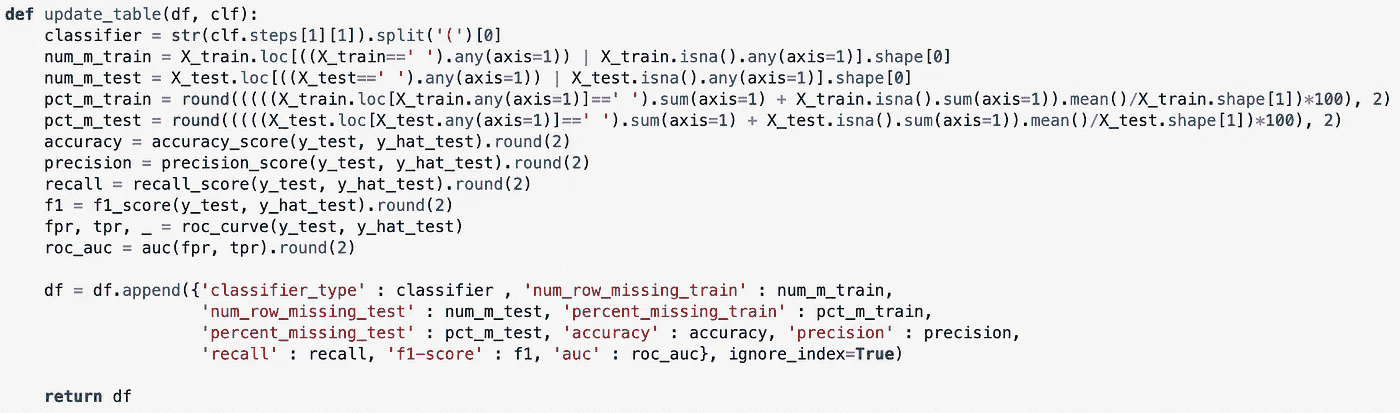 def update_table(df, clf):
    classifier = str(clf.steps[1][1]).split('(')[0]
    num_m_train = X_train.loc[((X_train==' ').any(axis=1)) | X_train.isna().any(axis=1)].shape[0]
    num_m_test = X_test.loc[((X_test==' ').any(axis=1)) | X_test.isna().any(axis=1)].shape[0]
    pct_m_train = round(((((X_train.loc[X_train.any(axis=1)]==' ').sum(axis=1) + X_train.isna().sum(axis=1)).mean()/X_train.shape[1])*100), 2)
    pct_m_test = round(((((X_test.loc[X_test.any(axis=1)]==' ').sum(axis=1) + X_test.isna().sum(axis=1)).mean()/X_test.shape[1])*100), 2)
    accuracy = accuracy_score(y_test, y_hat_test).round(2)
    precision = precision_score(y_test, y_hat_test).round(2)
    recall = recall_score(y_test, y_hat_test).round(2)
    f1 = f1_score(y_test, y_hat_test).round(2)
    fpr, tpr, _ = roc_curve(y_test, y_hat_test)
    roc_auc = auc(fpr, tpr).round(2)
    df = df.append({'classifier_type' : classifier , 'num_row_missing_train' : num_m_train,
                    'num_row_missing_test' : num_m_test, 'percent_missing_train' : pct_m_train,
                    'percent_missing_test' : pct_m_test, 'accuracy' : accuracy, 'precision' : precision,
                    'recall' : recall, 'f1-score' : f1, 'auc' : roc_auc}, ignore_index=True)
    return df